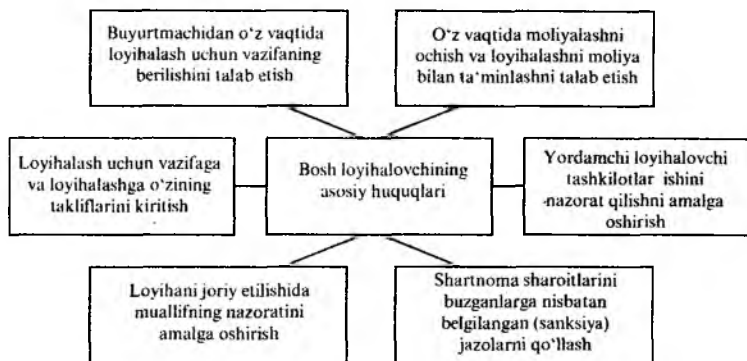 Buyurtmachidan o‘z vaqtida
loyihalash uchun vazifaning
berilishini talab etish
O‘z vaqtida moliyalashni
ochish va loyihalashni moliya
bilan ta‘minlashni talab etish
Loyihalash uchun vazifaga
va loyihalashga o‘zining
takliflarini kiritish
Bosh loyihalovchining
asosiy huquqlari
Yordamchi loyihalovchi
tashkilotlar ishini
-nazorat qilishni amalga
oshirish
Loyihani joriy etilishida
muallifning nazoratini
amalga oshirish
Shartnoma sharoitlarini
buzganlarga nisbatan
belgilangan (sanksiya)
jazolarni qo‘llash